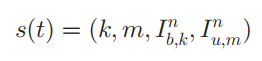 s(t) = (k, m, I^n_{b,k}, I^n_{u,m})